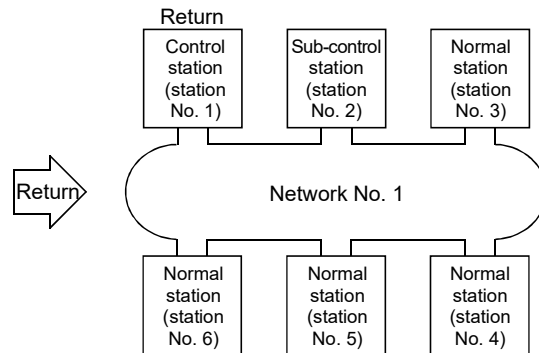 Return
Control
station
(station
No. 1)
Sub-control
station
(station
No. 2)
Normal
station
(station
No. 3)
Return
Network No. 1
Normal
station
(station
No. 6)
Normal
station
(station
No. 5)
Normal
station
(station
No. 4)